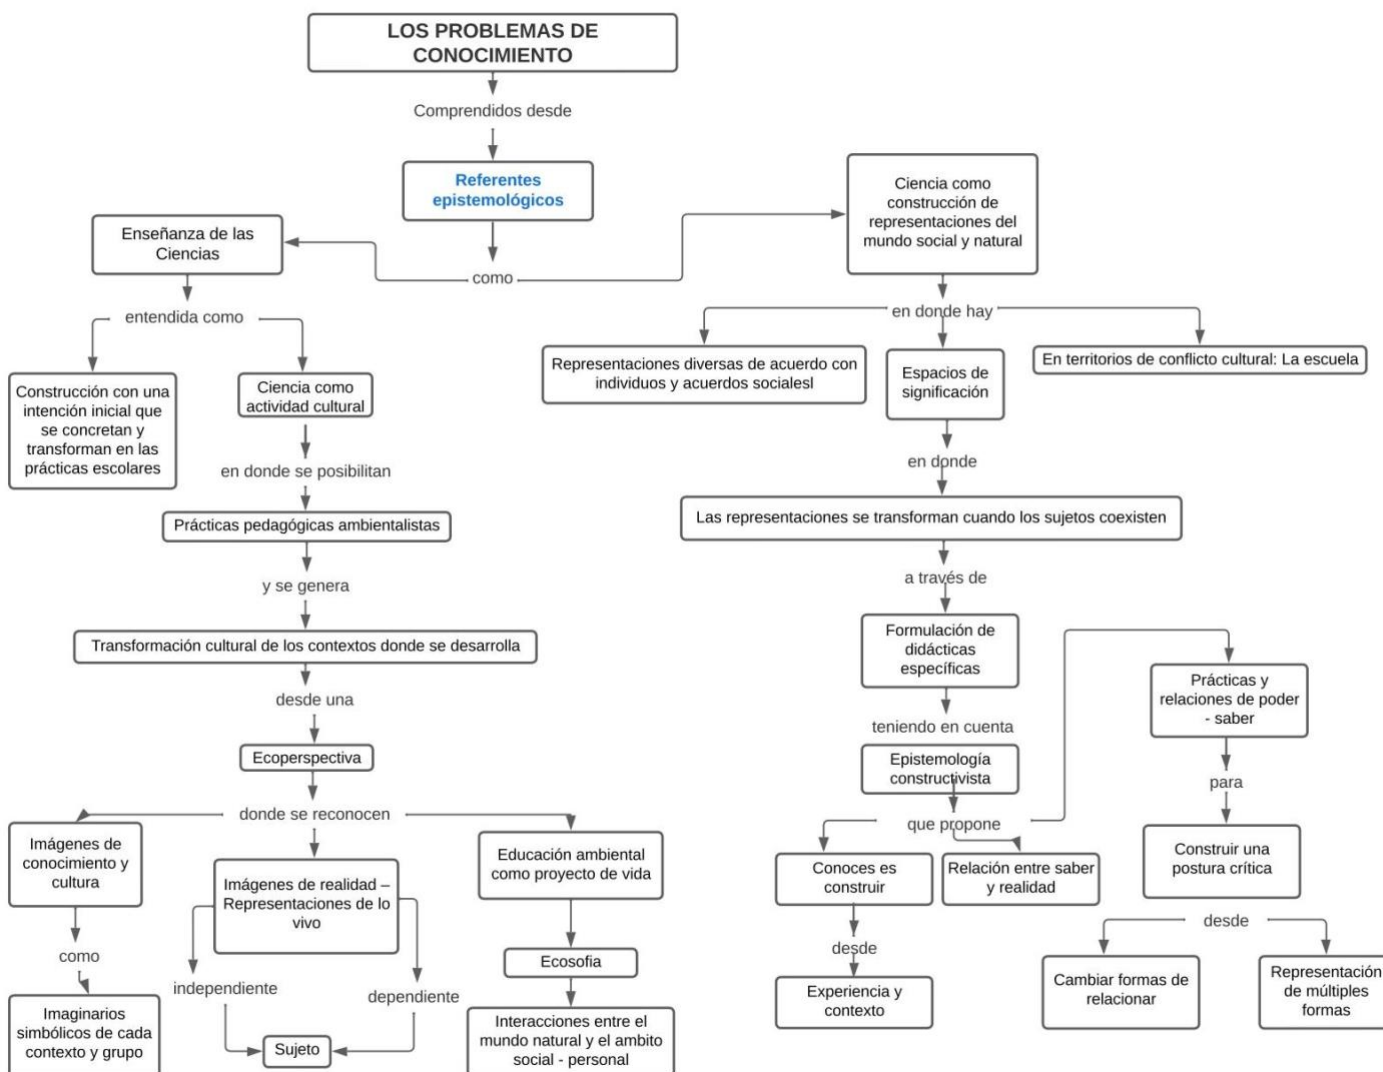 LOS PROBLEMAS DE
CONOCIMIENTO
Comprendidos desde
Referentes
epistemológicos
como
Enseñanza de las
Ciencias
entendida como
Construcción con una
intención inicial que
se concretan y
transforman en las
prácticas escolares
Ciencia como
actividad cultural
en donde se posibilitan
Prácticas pedagógicas ambientalistas
y se genera
Transformación cultural de los contextos donde se desarrolla
desde una
Ecoperspectiva
donde se reconocen
Imágenes de
conocimiento y
cultura
como
Imaginarios
simbólicos de cada
contexto y grupo
Imágenes de realidad –
Representaciones de lo
vivo
independiente
dependiente
Sujeto
Educación ambiental
como proyecto de vida
Ecosofia
Interacciones entre el
mundo natural y el ambito
social - personal
Ciencia como
construcción de
representaciones del
mundo social y natural
en donde hay
Representaciones diversas de acuerdo con
individuos y acuerdos socialesl
Espacios de
significación
En territorios de conflicto cultural: La escuela
en donde
Las representaciones se transforman cuando los sujetos coexisten
a través de
Formulación de
didácticas
específicas
teniendo en cuenta
Epistemología
constructivista
que propone
Conoces es
construir
desde
Experiencia y
contexto
Relación entre saber
y realidad
Prácticas y
relaciones de poder
- saber
para
Construir una
postura crítica
desde
Cambiar formas de
relacionar
Representación
de múltiples
formas